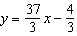 y = 37/3 x - 4/3